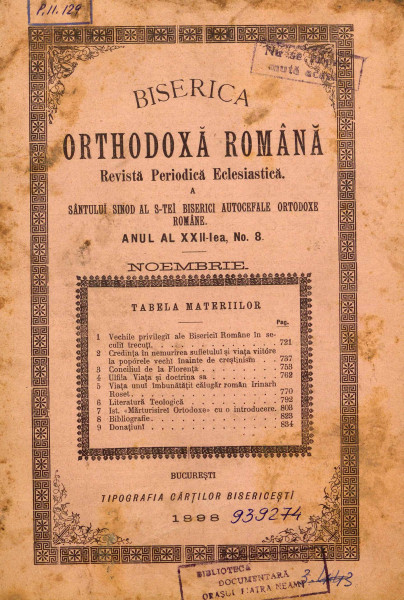 P.II.129
Nu se
BISERICA
ORTHODOXĂ ROMÂNĂ
Revistă Periodică Eclesiastică.
A
SÂNTULUI SINOD AL S-TEI BISERICI AUTOCEFALE ORTODOXE
ROMÂNE.
ANUL AL XXII-lea, No. 8.
NOEMBRIE.
TABELA MATERIILOR
Pag.
1 Vechile privilegii ale Bisericii Române în se-
culii trecuți, 721
2 Credința în nemurirea sufletului și viața viitóre
la popórele vechi înainte de creștinism 737
3 Conciliul de la Florența 753
4 Ulfila Viața și doctrina sa 762
5 Viața unui îmbunătățit călugăr român Irinarh
Roset 770
6 Literatură Teologică 792
7 Ist. «Mărturisirei Ortodoxe» cu o introducere. 803
8 Bibliografie 823
9 Donațiuni 834
BUCUREȘTI
TIPOGRAFIA CĂRȚILOR BISERICEȘTI
1898 939274
BIBLIOTECA
DOCUMENTARĂ
ORAȘUL PIATRA NEAMȚ